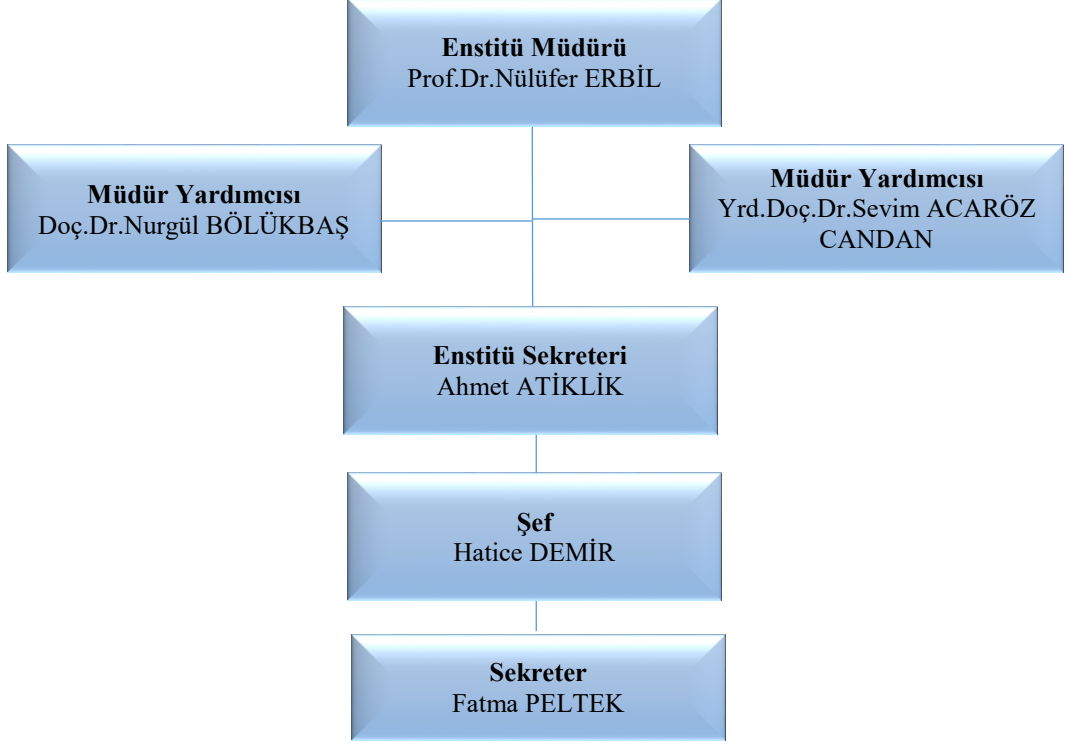 Enstitü Müdürü
Prof.Dr.Nülüfer ERBİL
Müdür Yardımcısı
Doç.Dr.Nurgül BÖLÜKBAŞ
Müdür Yardımcısı
Yrd.Doç.Dr.Sevim ACARÖZ
CANDAN
Enstitü Sekreteri
Ahmet ATİKLİK
Şef
Hatice DEMİR
Sekreter
Fatma PELTEK